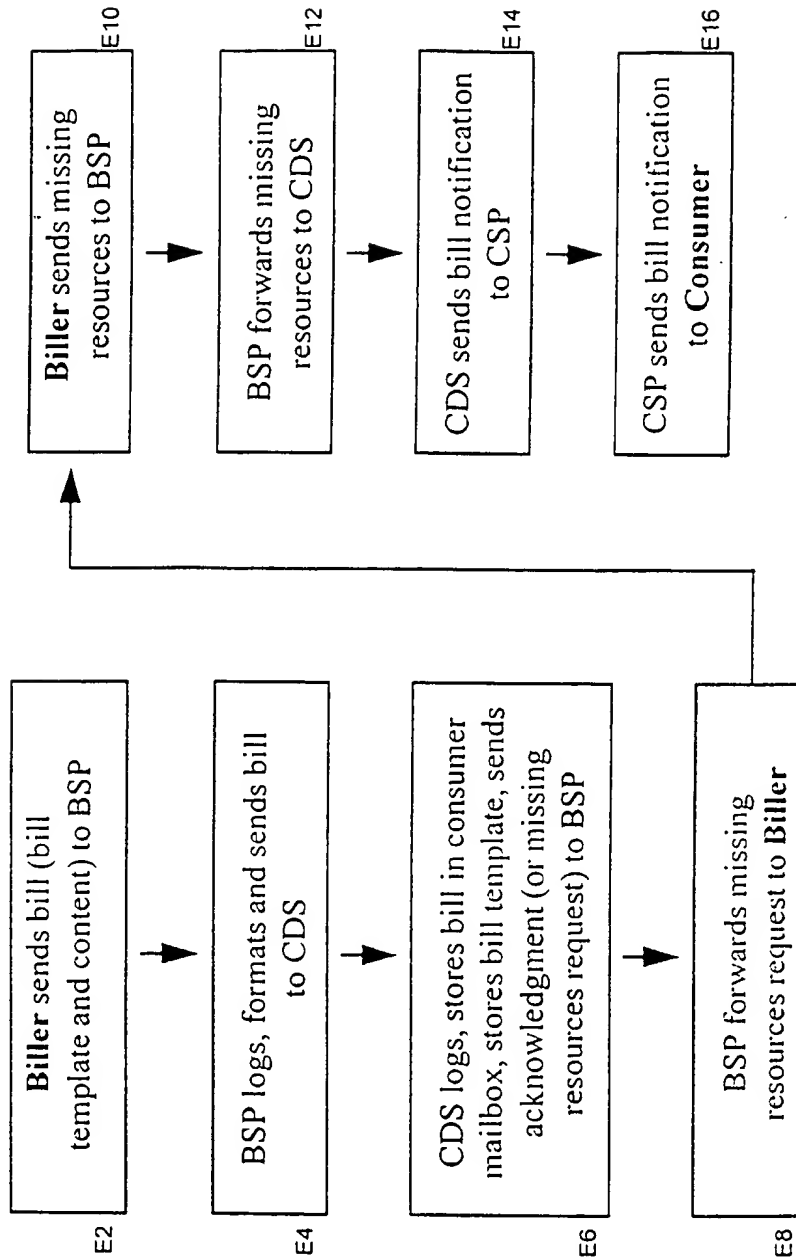 E2
Biller sends bill (bill
template and content) to BSP
E4
BSP logs, formats and sends bill
to CDS
E6
CDS logs, stores bill in consumer
mailbox, stores bill template, sends
acknowledgment (or missing
resources request) to BSP
E8
BSP forwards missing
resources request to Biller
Biller sends missing
resources to BSP
E10
BSP forwards missing
resources to CDS
E12
CDS sends bill notification
to CSP
E14
CSP sends bill notification
to Consumer
E16